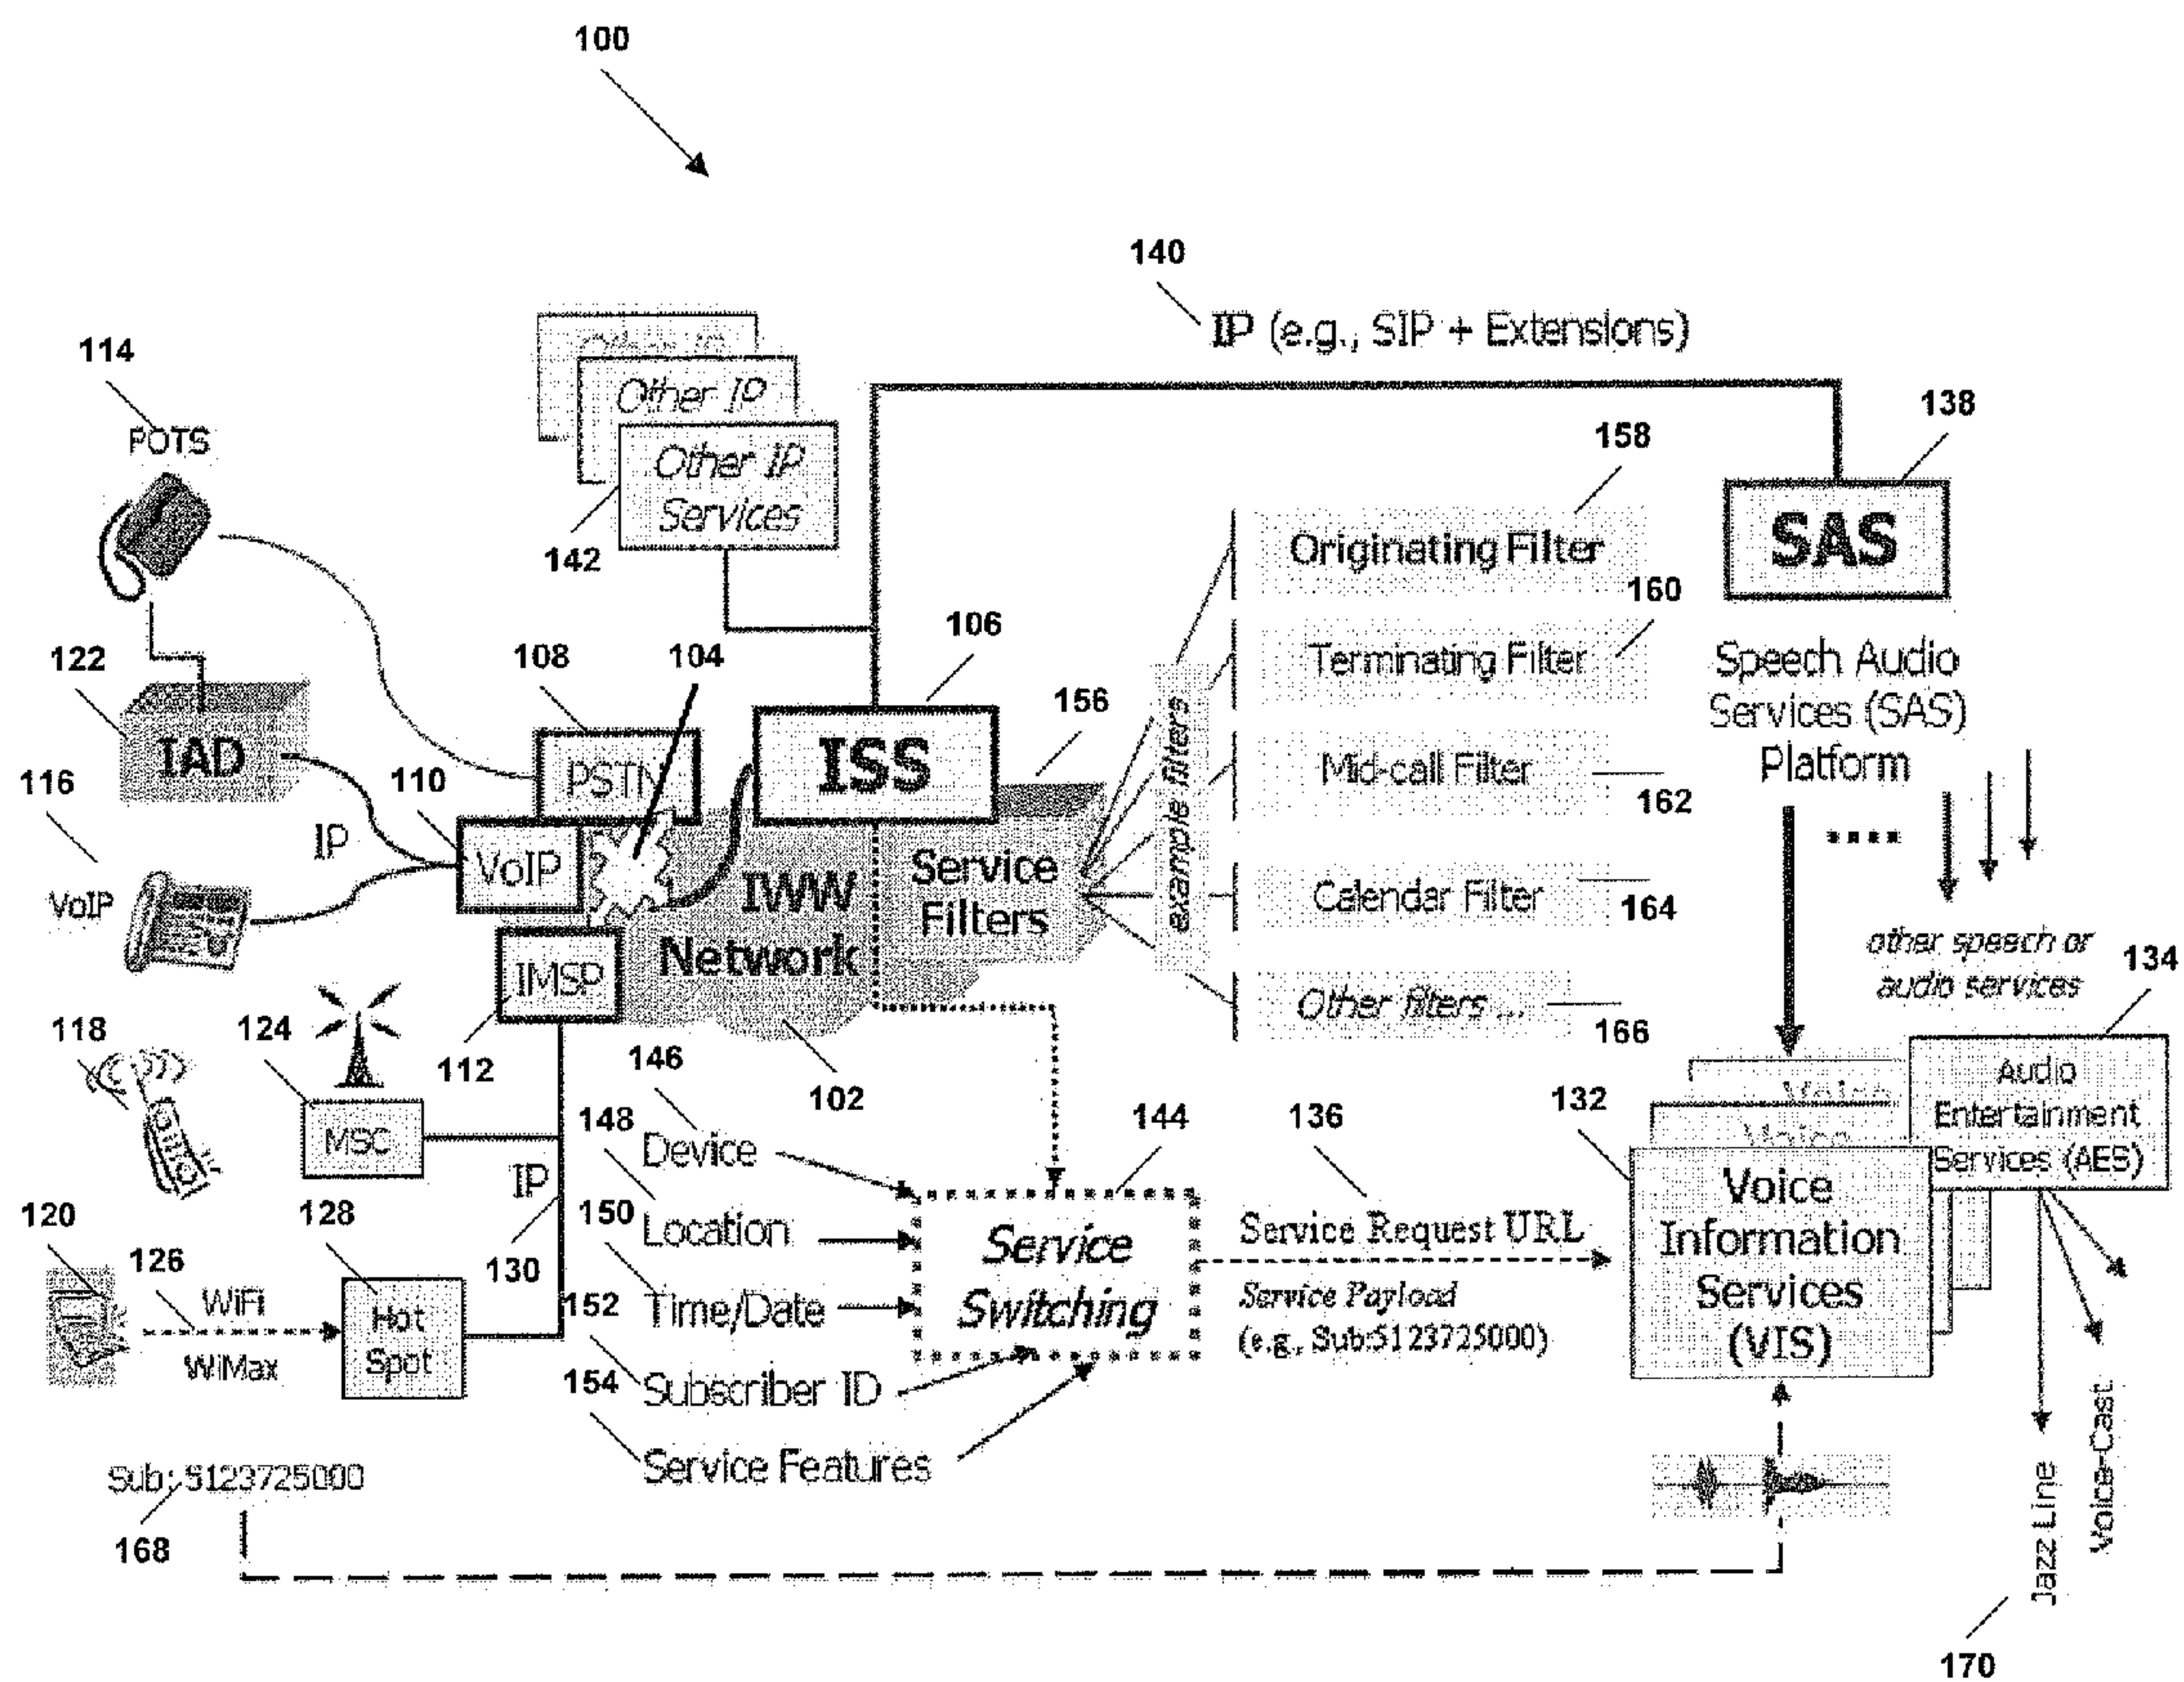 100
140
IP (e.g., SIP + Extensions)
114
POTS
Other IP
Other IP
Other IP
Services
142
138
SAS
158
Originating Filter
160
Terminating Filter
Speech Audio
Services (SAS)
Platform
106
108
104
122
IAD
156
ISS
PSTN
110
116
IP
VoIP
VoIP
IWW
Network
Service
Filters
example filters
Mid-call Filter
162
Calendar Filter
164
Other filters ...
166
....
other speech or
audio services
134
IMSP
118
124
112
146
102
MSC
148
Device
144
136
132
Voice
Voice
Audio
Entertainment
Services (AES)
IP
120
128
150
Location
130
126
WiFi
WiMax
Hot
Spot
152
Time/Date
Service
Switching
Service Request URL
Service Payload
(e.g., Sub:5123725000)
Voice
Information
Services
(VIS)
154
Subscriber ID
Service Features
Sub:5123725000
168
Jazz Line
Voice-Cast
170